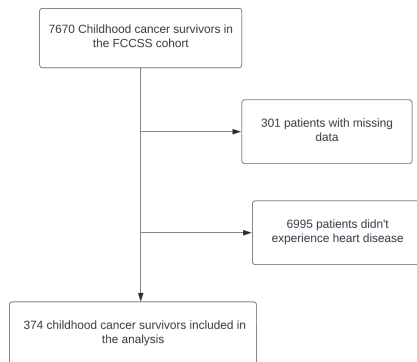 7670 Childhood cancer survivors in
the FCCSS cohort
301 patients with missing
data
6995 patients didn't
experience heart disease
374 childhood cancer survivors included in
the analysis